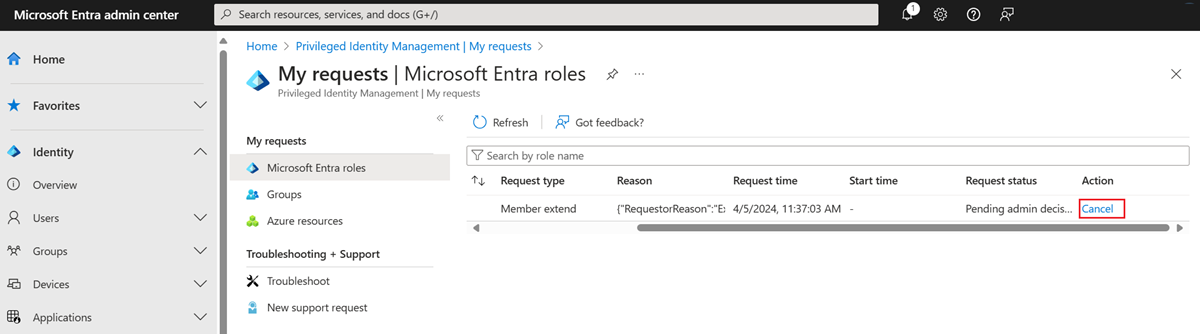 Microsoft Entra admin center
Search resources, services, and docs (G+/)
1
Home
Favorites
Identity
Overview
Users
Groups
Devices
Applications
Home > Privileged Identity Management | My requests >
My requests | Microsoft Entra roles
Privileged Identity Management | My requests
My requests
Microsoft Entra roles
Groups
Azure resources
Troubleshooting + Support
Troubleshoot
New support request
Refresh
Got feedback?
Search by role name
Request type Reason Request time Start time Request status Action
Member extend {"RequestorReason":"Ex 4/5/2024, 11:37:03 AM - Pending admin decis... Cancel